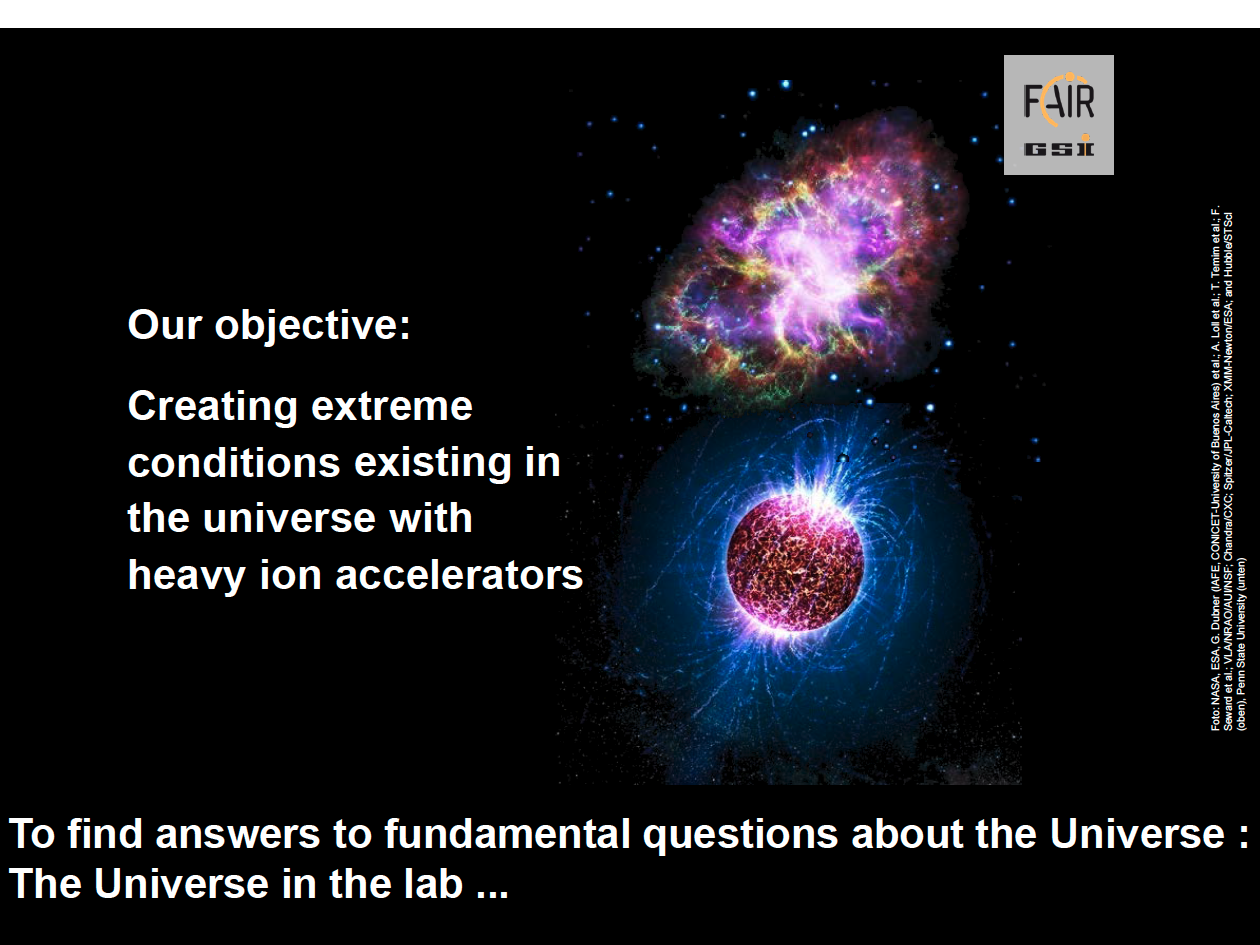 FAIR
GSI
Our objective:
Creating extreme
conditions existing in
the universe with
heavy ion accelerators
Foto: NASA, ESA, G. Dubner (IAFE, CONICET-University of Buenos Aires) et al.; A. Loll et al.; T. Temim et al.; F.
Seward et al.; VLA/NRAO/AUI/NSF; Chandra/CXC; Spitzer/JPL-Caltech; XMM-Newton/ESA; and Hubble/STScI
(oben), Penn State University (unten)
To find answers to fundamental questions about the Universe :
The Universe in the lab ...